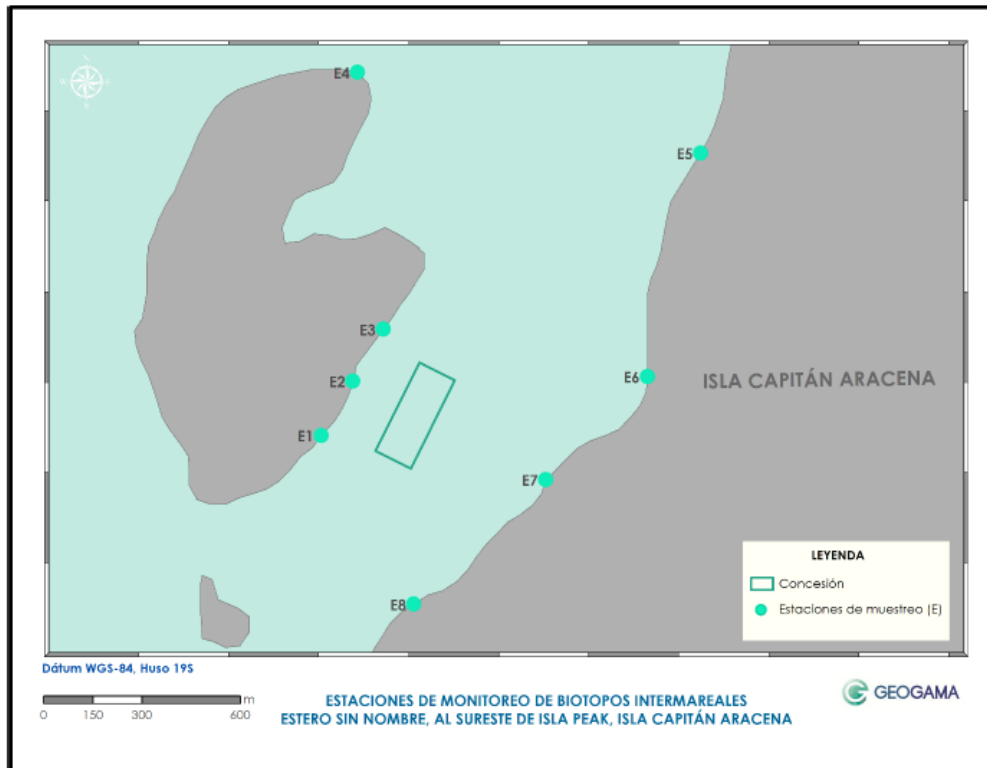 N
W
E
S
E4
E5
E3
E2
E6
ISLA CAPITÁN ARACENA
E1
E7
E8
LEYENDA
Concesión
Estaciones de muestreo (E)
Dátum WGS-84, Huso 19S
m
0 150 300 600
ESTACIONES DE MONITOREO DE BIOTOPOS INTERMAREALES
ESTERO SIN NOMBRE, AL SURESTE DE ISLA PEAK, ISLA CAPITÁN ARACENA
GEOGAMA